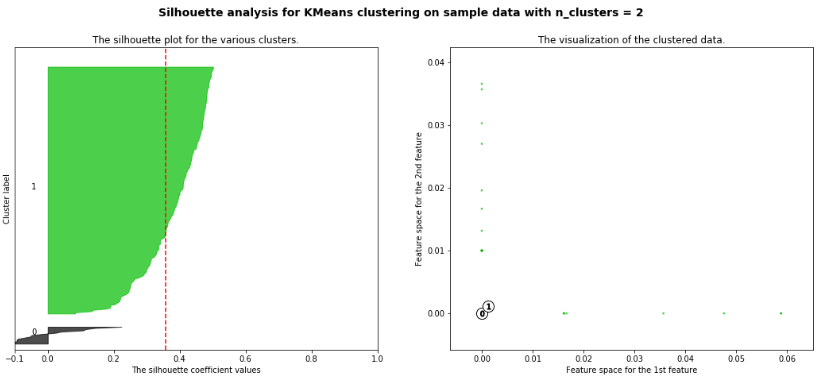 Silhouette analysis for KMeans clustering on sample data with n_clusters = 2
The silhouette plot for the various clusters.
Cluster label
1
0
−0.1 0.0 0.2 0.4 0.6 0.8 1.0
The silhouette coefficient values
The visualization of the clustered data.
Feature space for the 2nd feature
0.04
0.03
0.02
0.01
0.00
1
0
0.00 0.01 0.02 0.03 0.04 0.05 0.06
Feature space for the 1st feature